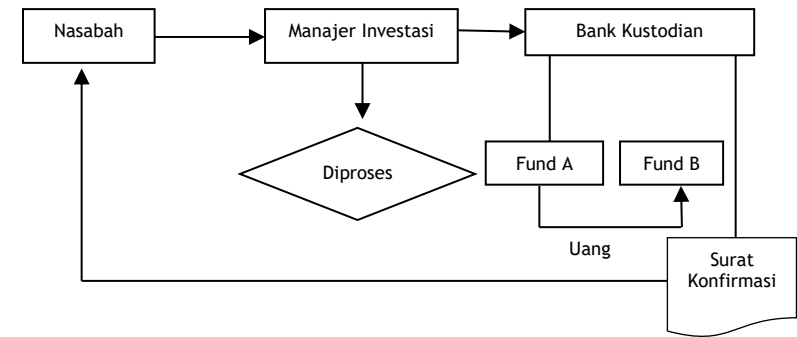 Nasabah
Manajer Investasi
Bank Kustodian
Diproses
Fund A
Fund B
Uang
Surat
Konfirmasi